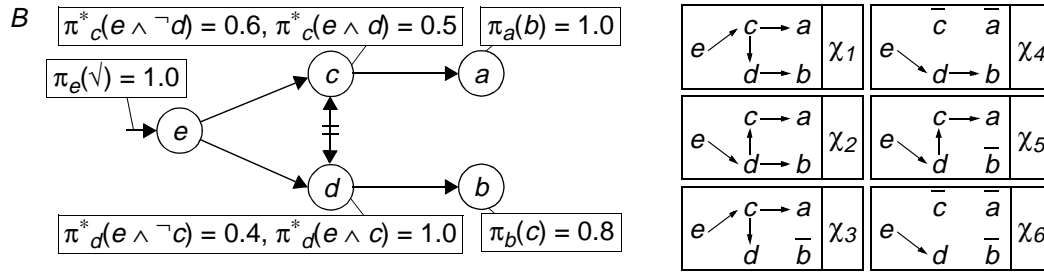 B
π*c(e ∧ ¬d) = 0.6, π*c(e ∧ d) = 0.5
πa(b) = 1.0
πe(√) = 1.0
c
a
e
d
b
π*d(e ∧ ¬c) = 0.4, π*d(e ∧ c) = 1.0
πb(c) = 0.8
c a
e
d b
χ1
c̅ a̅
e
d b
χ4
c a
e
d b
χ2
c a
e
d b̅
χ5
c a
e
d b̅
χ3
c̅ a̅
e
d b̅
χ6